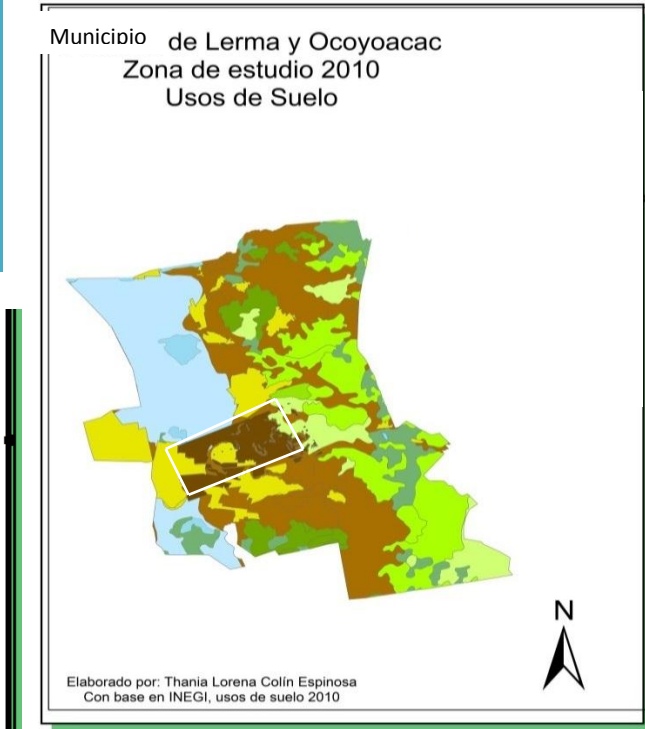 Municipio de Lerma y Ocoyoacac
Zona de estudio 2010
Usos de Suelo
N
Elaborado por: Thania Lorena Colín Espinosa
Con base en INEGI, usos de suelo 2010